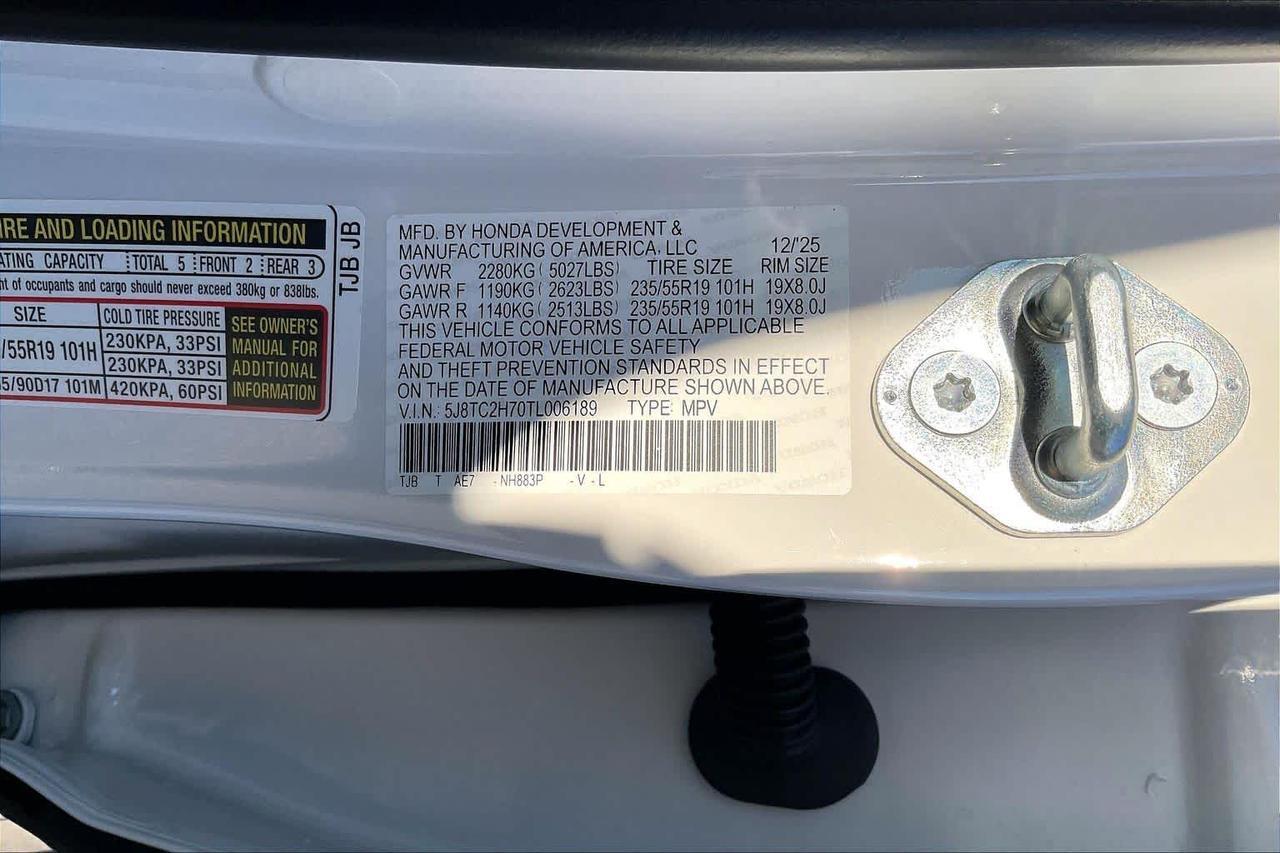 IRE AND LOADING INFORMATION
ATING CAPACITY TOTAL 5 FRONT 2 REAR 3
ht of occupants and cargo should never exceed 380kg or 838lbs.
SIZE COLD TIRE PRESSURE
/55R19 101H 230KPA, 33PSI
230KPA, 33PSI
5/90D17 101M 420KPA, 60PSI
SEE OWNER'S
MANUAL FOR
ADDITIONAL
INFORMATION
TJB JB
MFD. BY HONDA DEVELOPMENT &
MANUFACTURING OF AMERICA, LLC 12/'25
GVWR 2280KG ( 5027LBS) TIRE SIZE RIM SIZE
GAWR F 1190KG ( 2623LBS) 235/55R19 101H 19X8.0J
GAWR R 1140KG ( 2513LBS) 235/55R19 101H 19X8.0J
THIS VEHICLE CONFORMS TO ALL APPLICABLE
FEDERAL MOTOR VEHICLE SAFETY
AND THEFT PREVENTION STANDARDS IN EFFECT
ON THE DATE OF MANUFACTURE SHOWN ABOVE.
V.I.N.: 5J8TC2H70TL006189 TYPE: MPV
TJB T AE7 - NH883P - V - L